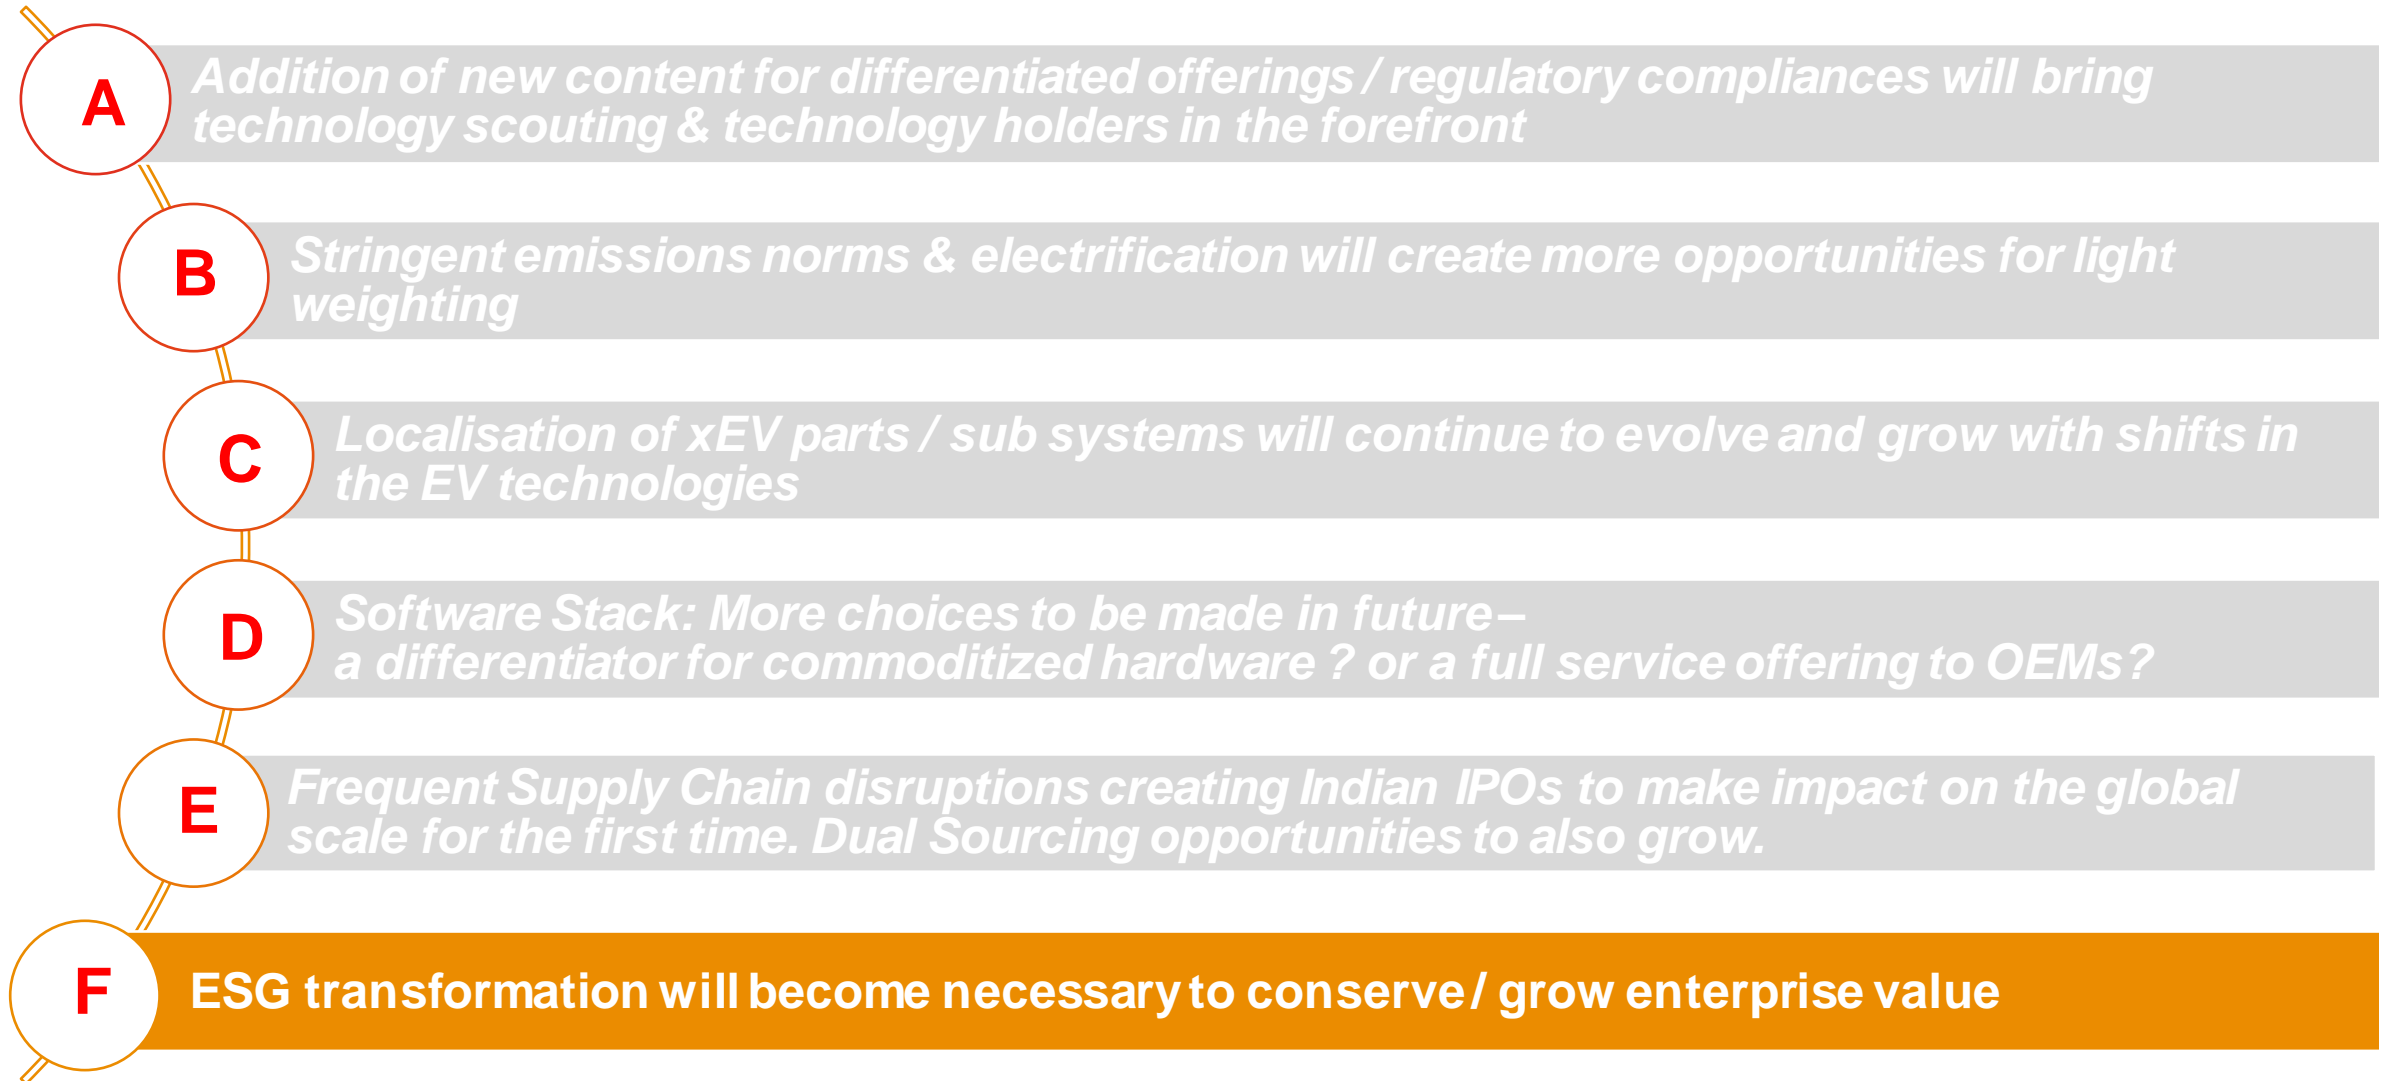 A
Addition of new content for differentiated offerings / regulatory compliances will bring
technology scouting & technology holders in the forefront
B
Stringent emissions norms & electrification will create more opportunities for light
weighting
C
Localisation of xEV parts / sub systems will continue to evolve and grow with shifts in
the EV technologies
D
Software Stack: More choices to be made in future –
a differentiator for commoditized hardware ? or a full service offering to OEMs?
E
Frequent Supply Chain disruptions creating Indian IPOs to make impact on the global
scale for the first time. Dual Sourcing opportunities to also grow.
F
ESG transformation will become necessary to conserve / grow enterprise value